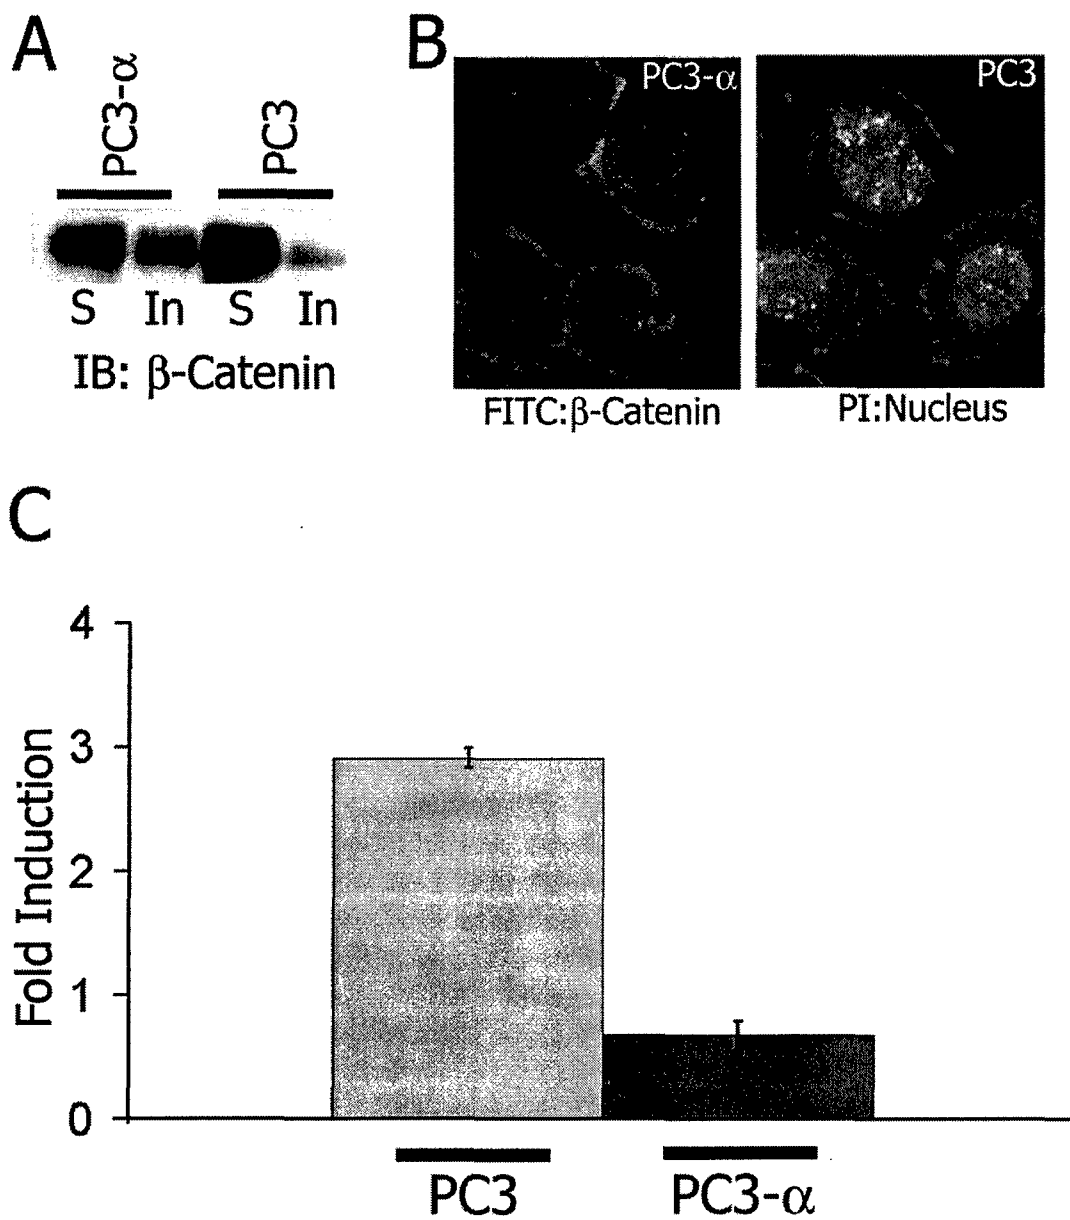 A
PC3-α
PC3
S In S In
IB: β-Catenin
B
PC3-α
PC3
FITC:β-Catenin
PI:Nucleus
C
4
3
2
1
0
Fold Induction
PC3
PC3-α